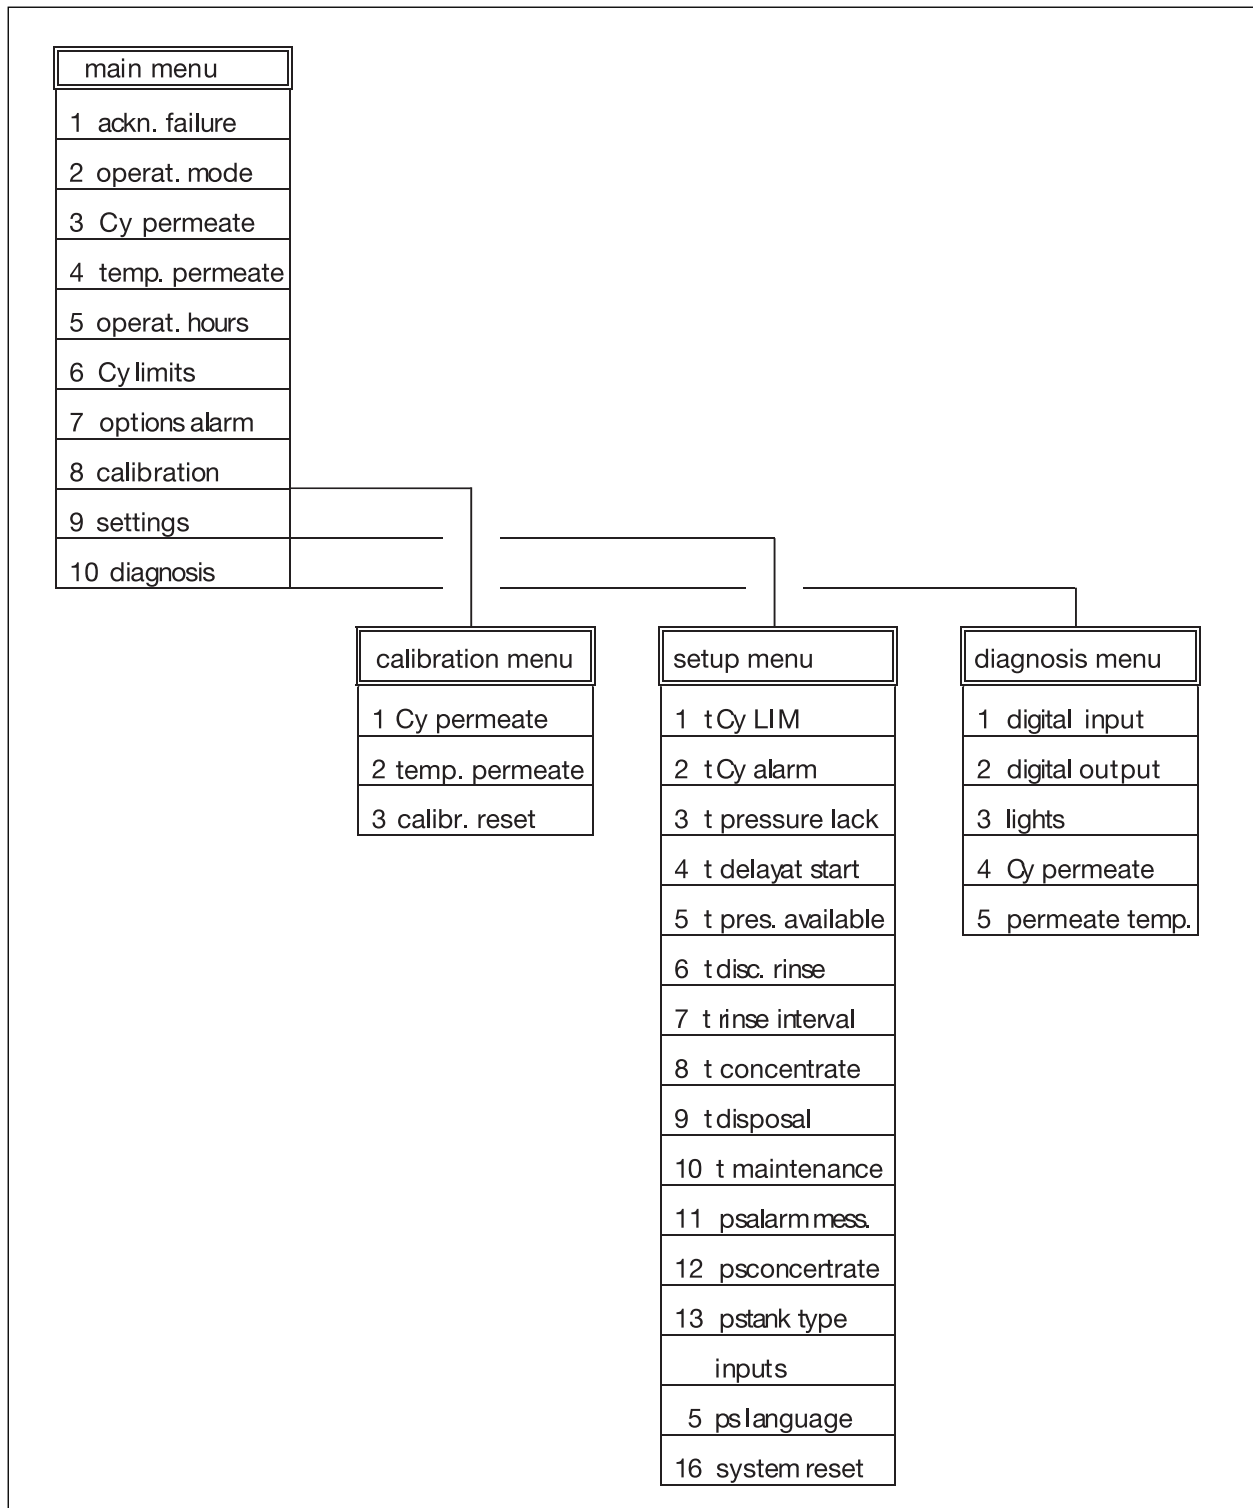 main menu
1 ackn. failure
2 operat. mode
3 Cy permeate
4 temp. permeate
5 operat. hours
6 Cy limits
7 options alarm
8 calibration
9 settings
10 diagnosis
calibration menu
1 Cy permeate
2 temp. permeate
3 calibr. reset
setup menu
1 t Cy LIM
2 t Cy alarm
3 t pressure lack
4 t delayat start
5 t pres. available
6 t disc. rinse
7 t rinse interval
8 t concentrate
9 t disposal
10 t maintenance
11 psalarm mess.
12 psconcertrate
13 pstank type
inputs
5 ps language
16 system reset
diagnosis menu
1 digital input
2 digital output
3 lights
4 Cy permeate
5 permeate temp.